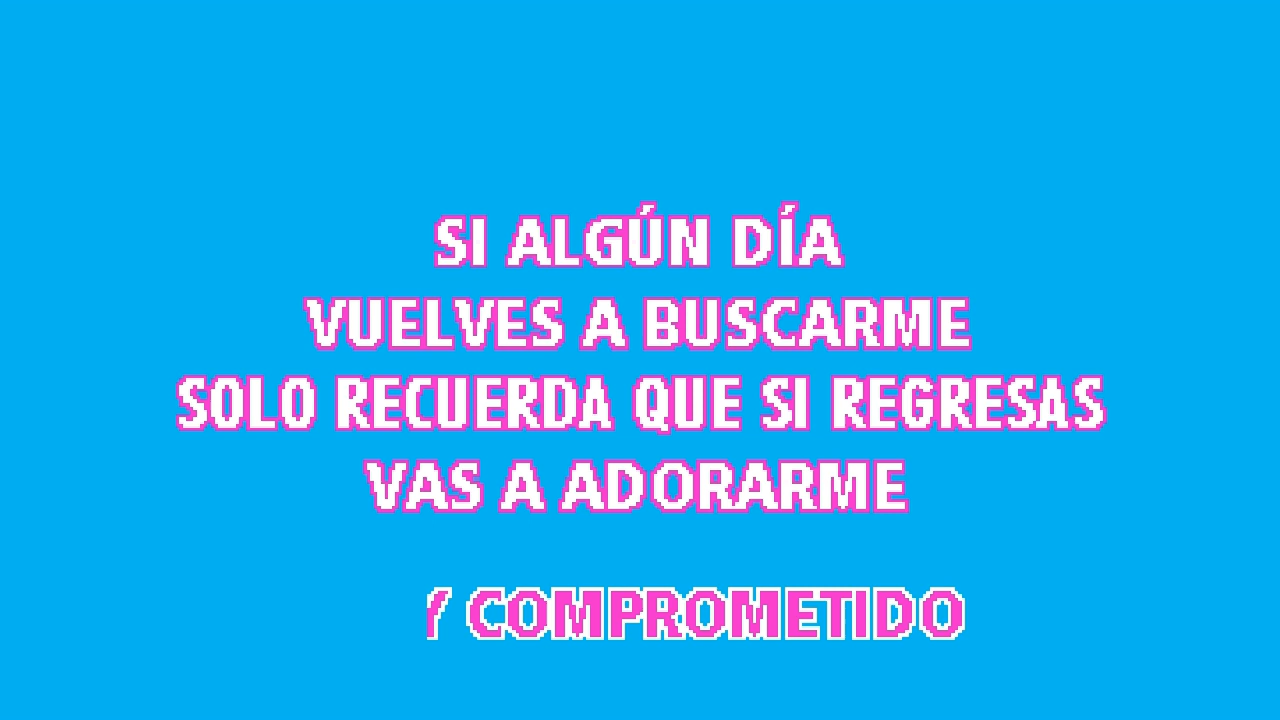 SI ALGÚN DÍA
VUELVES A BUSCARME
SOLO RECUERDA QUE SI REGRESAS
VAS A ADORARME
COMPROMETIDO